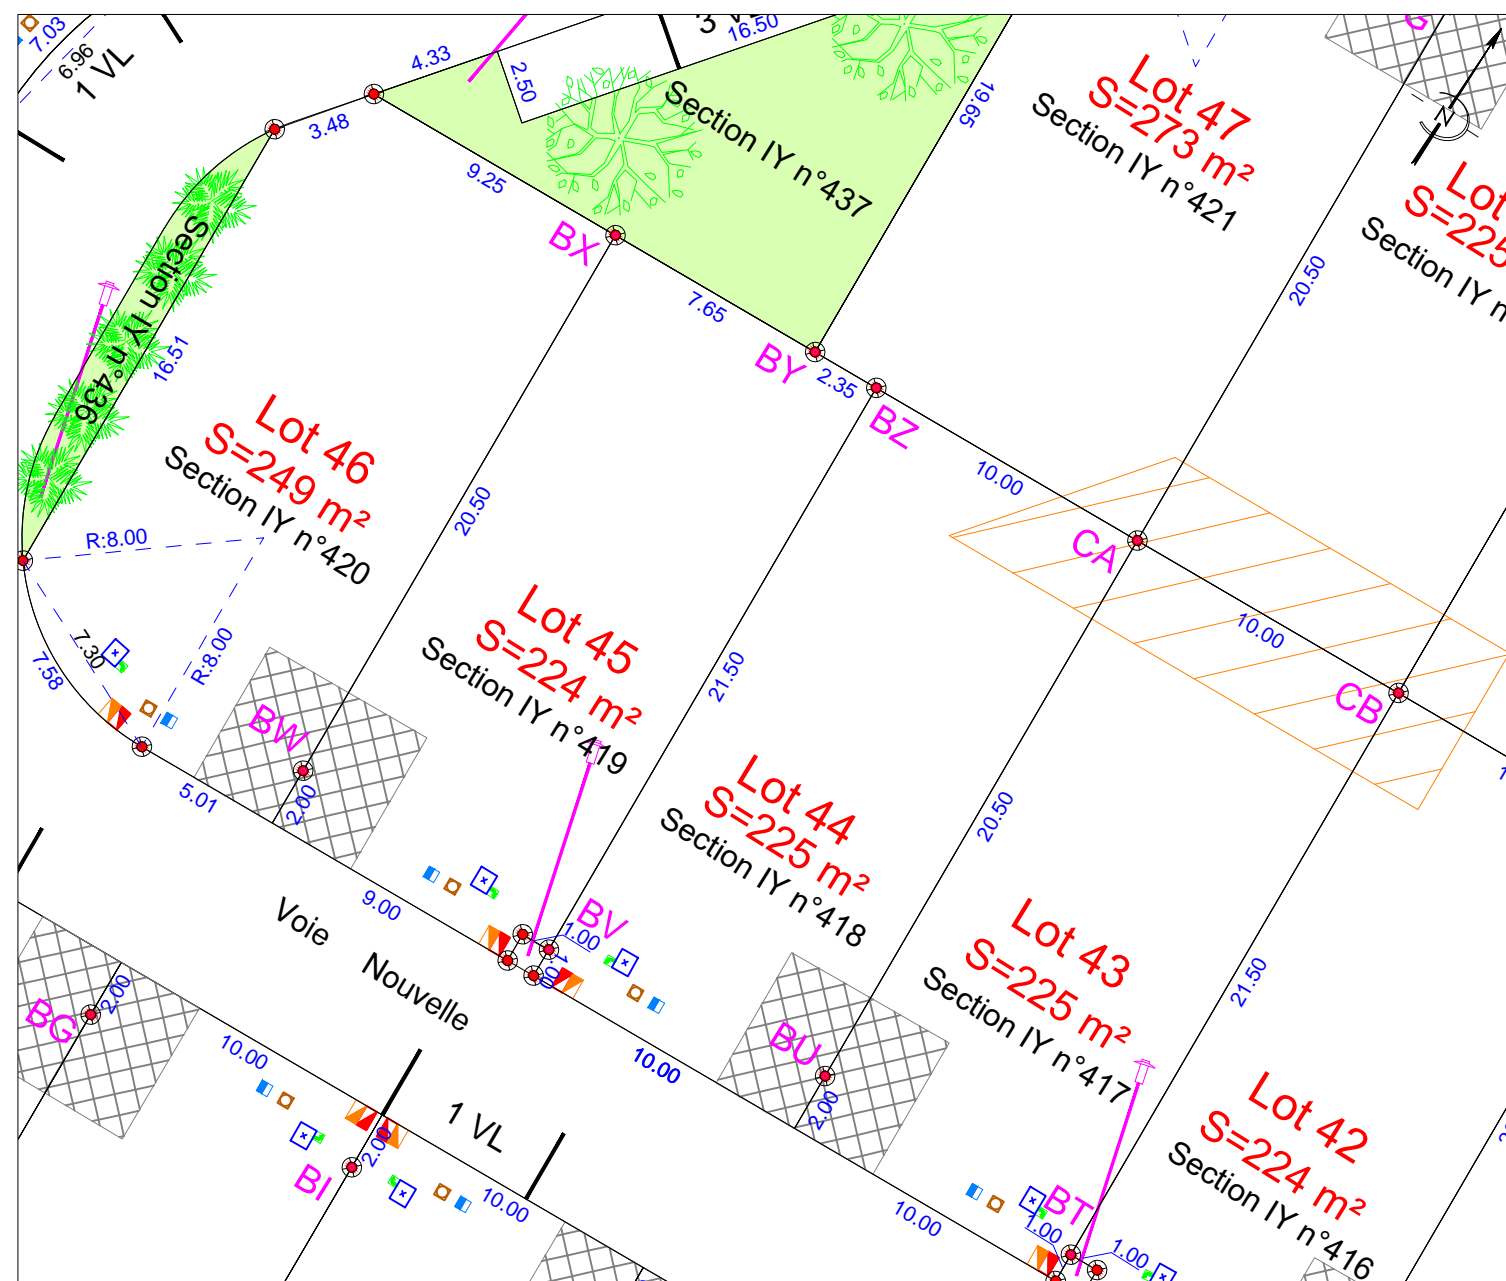 7.03
6.96
1 VL
4.33
2.50
16.50
3.48
9.25
Section IY n°437
19.65
Lot 47
S=273 m²
Section IY n°421
G
N
Lot
S=225
Section IY n
20.50
BX
7.65
BY
2.35
BZ
Section IY n°436
16.51
Lot 46
S=249 m²
Section IY n°420
R:8.00
R:8.00
7.30
7.58
20.50
10.00
CA
10.00
CB
Lot 45
S=224 m²
Section IY n°419
21.50
BW
2.00
5.01
9.00
Lot 44
S=225 m²
Section IY n°418
20.50
BV
1.00
1.00
Voie
Nouvelle
Lot 43
S=225 m²
Section IY n°417
21.50
BU
2.00
10.00
BG
2.00
10.00
1 VL
2.00
BI
10.00
10.00
Lot 42
S=224 m²
Section IY n°416
BT
1.00
1.00